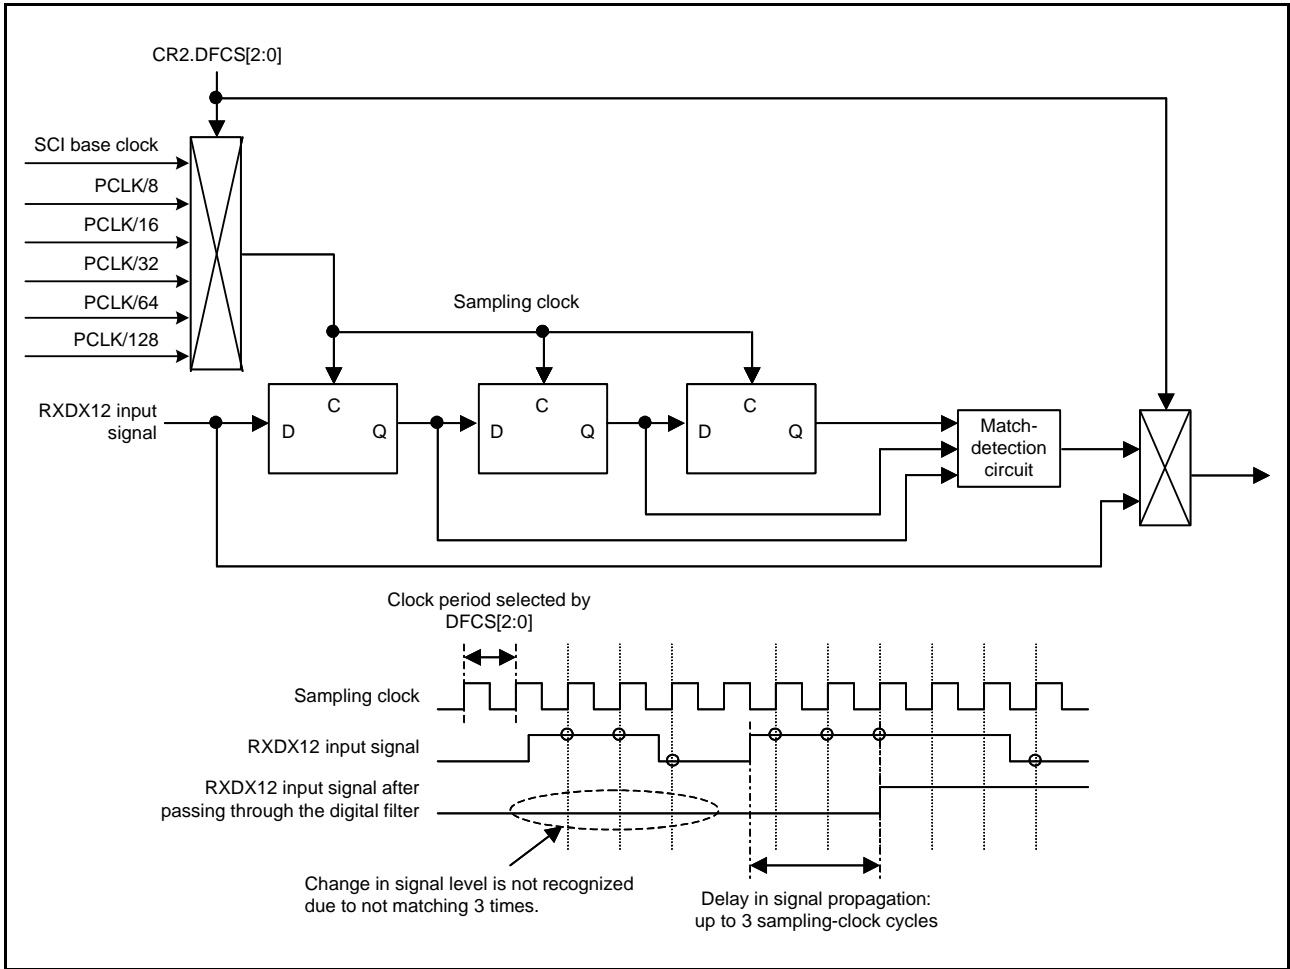 CR2.DFCS[2:0]
SCI base clock
PCLK/8
PCLK/16
PCLK/32
PCLK/64
PCLK/128
Sampling clock
RXDX12 input
signal
C
D
Q
C
D
Q
C
D
Q
Match-
detection
circuit
Clock period selected by
DFCS[2:0]
Sampling clock
RXDX12 input signal
RXDX12 input signal after
passing through the digital filter
Change in signal level is not recognized
due to not matching 3 times.
Delay in signal propagation:
up to 3 sampling-clock cycles